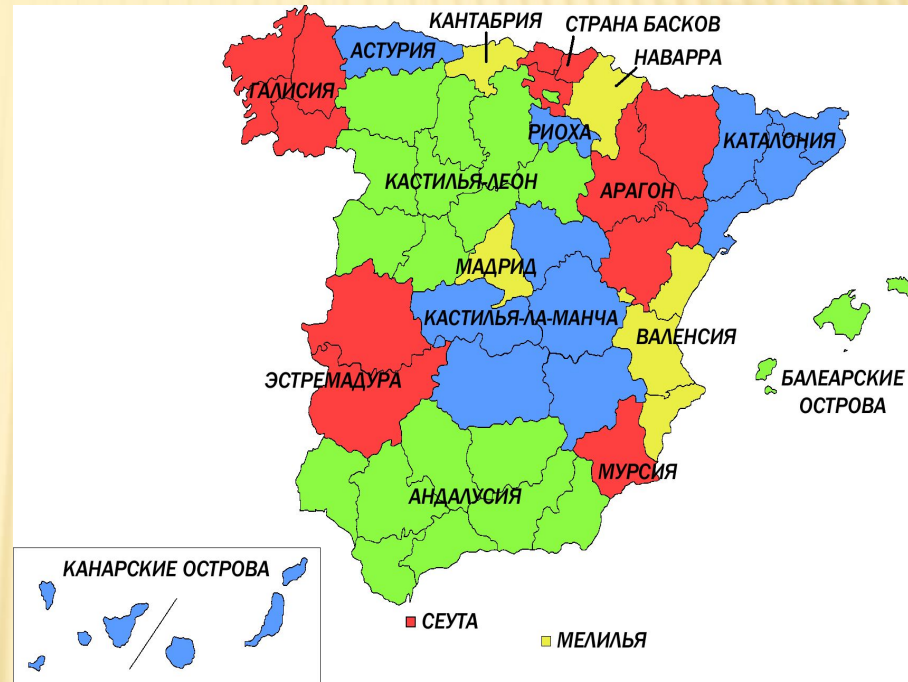 КАНТАБРИЯ
СТРАНА БАСКОВ
АСТУРИЯ
НАВАРРА
ГАЛИСИЯ
РИОХА
КАТАЛОНИЯ
КАСТИЛЬЯ-ЛЕОН
АРАГОН
МАДРИД
КАСТИЛЬЯ-ЛА-МАНЧА
ВАЛЕНСИЯ
ЭСТРЕМАДУРА
БАЛЕАРСКИЕ
ОСТРОВА
МУРСИЯ
АНДАЛУСИЯ
КАНАРСКИЕ ОСТРОВА
СЕУТА
МЕЛИЛЬЯ